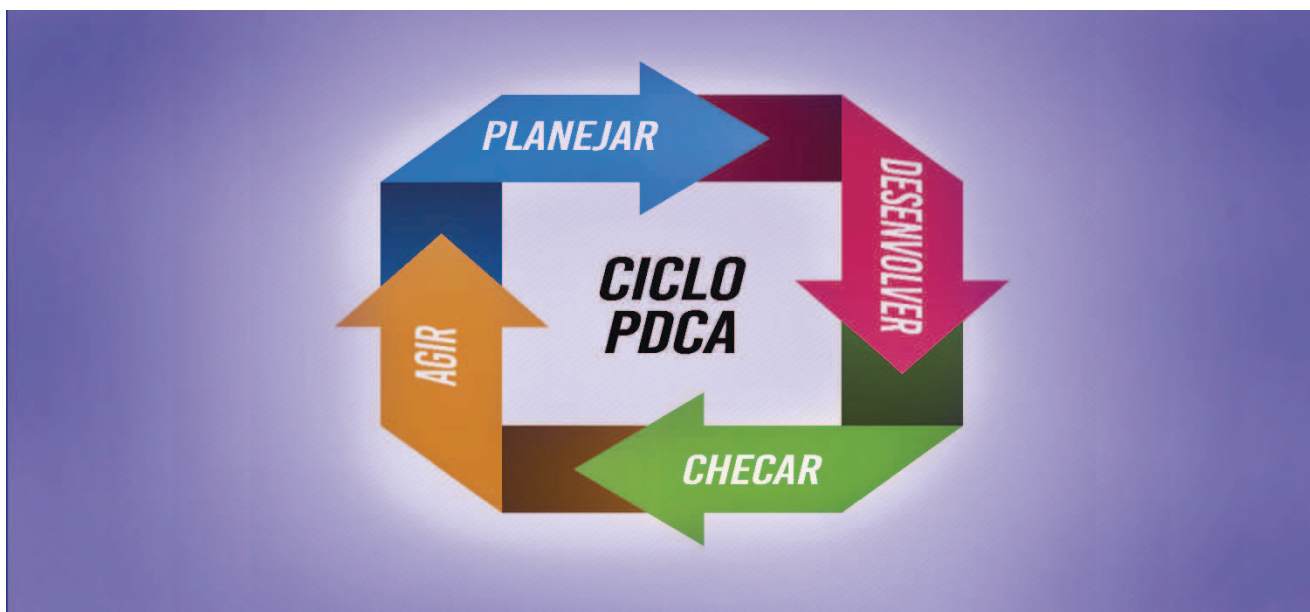 PLANEJAR
DESENVOLVER
CICLO
PDCA
AGIR
CHECAR